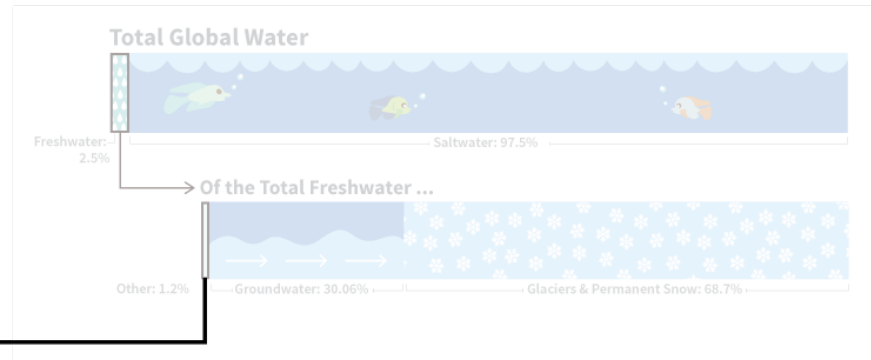 Total Global Water
Freshwater:
2.5%
Saltwater: 97.5%
Of the Total Freshwater ...
Other: 1.2%
Groundwater: 30.06%
Glaciers & Permanent Snow: 68.7%